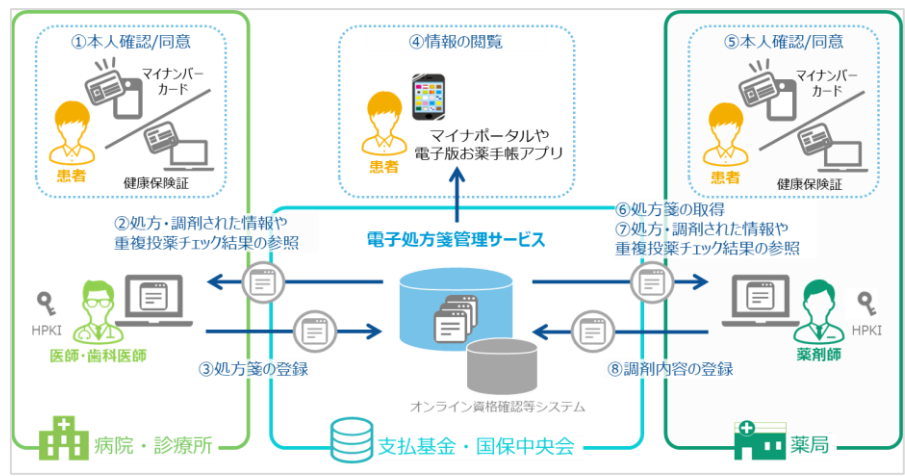 ①本人確認/同意
マイナンバー
カード
患者
健康保険証
②処方・調剤された情報や
重複投薬チェック結果の参照
HPKI
医師・歯科医師
③処方箋の登録
病院・診療所
④情報の閲覧
患者
マイナポータルや
電子版お薬手帳アプリ
電子処方箋管理サービス
オンライン資格確認等システム
支払基金・国保中央会
⑤本人確認/同意
マイナンバー
カード
患者
健康保険証
⑥処方箋の取得
⑦処方・調剤された情報や
重複投薬チェック結果の参照
薬剤師
HPKI
⑧調剤内容の登録
薬局